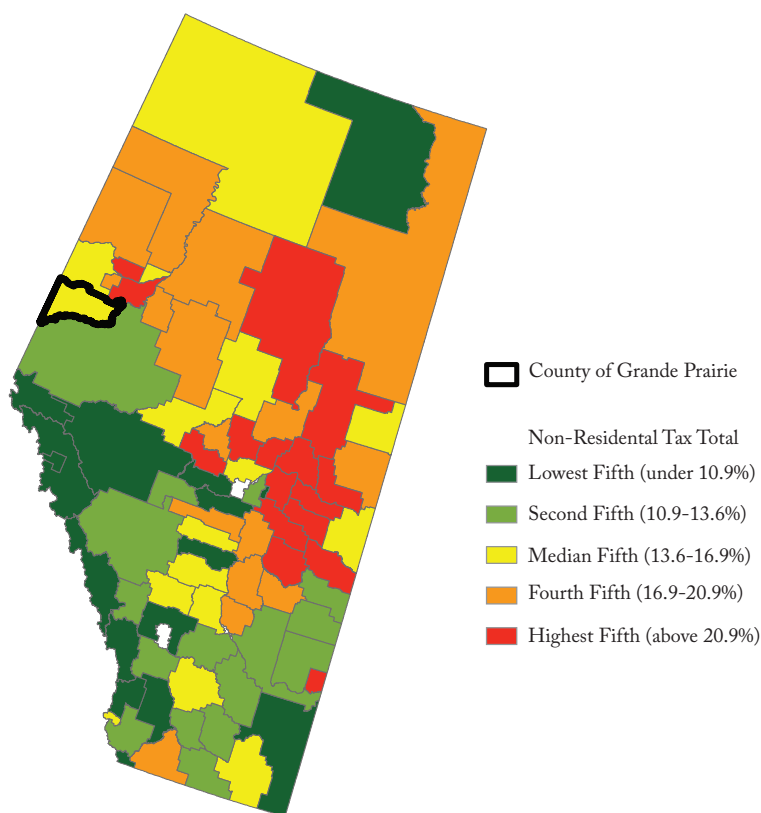 County of Grande Prairie
Non-Residental Tax Total
Lowest Fifth (under 10.9%)
Second Fifth (10.9-13.6%)
Median Fifth (13.6-16.9%)
Fourth Fifth (16.9-20.9%)
Highest Fifth (above 20.9%)